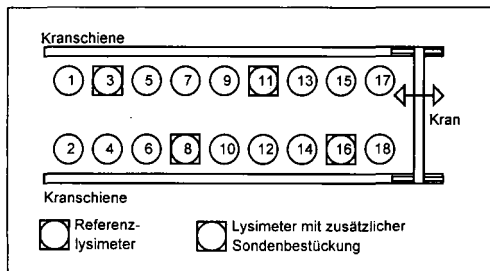 Kranschiene
1 3 5 7 9 11 13 15 17
Kran
2 4 6 8 10 12 14 16 18
Kranschiene
Referenz-
lysimeter
Lysimeter mit zusätzlicher
Sondenbestückung